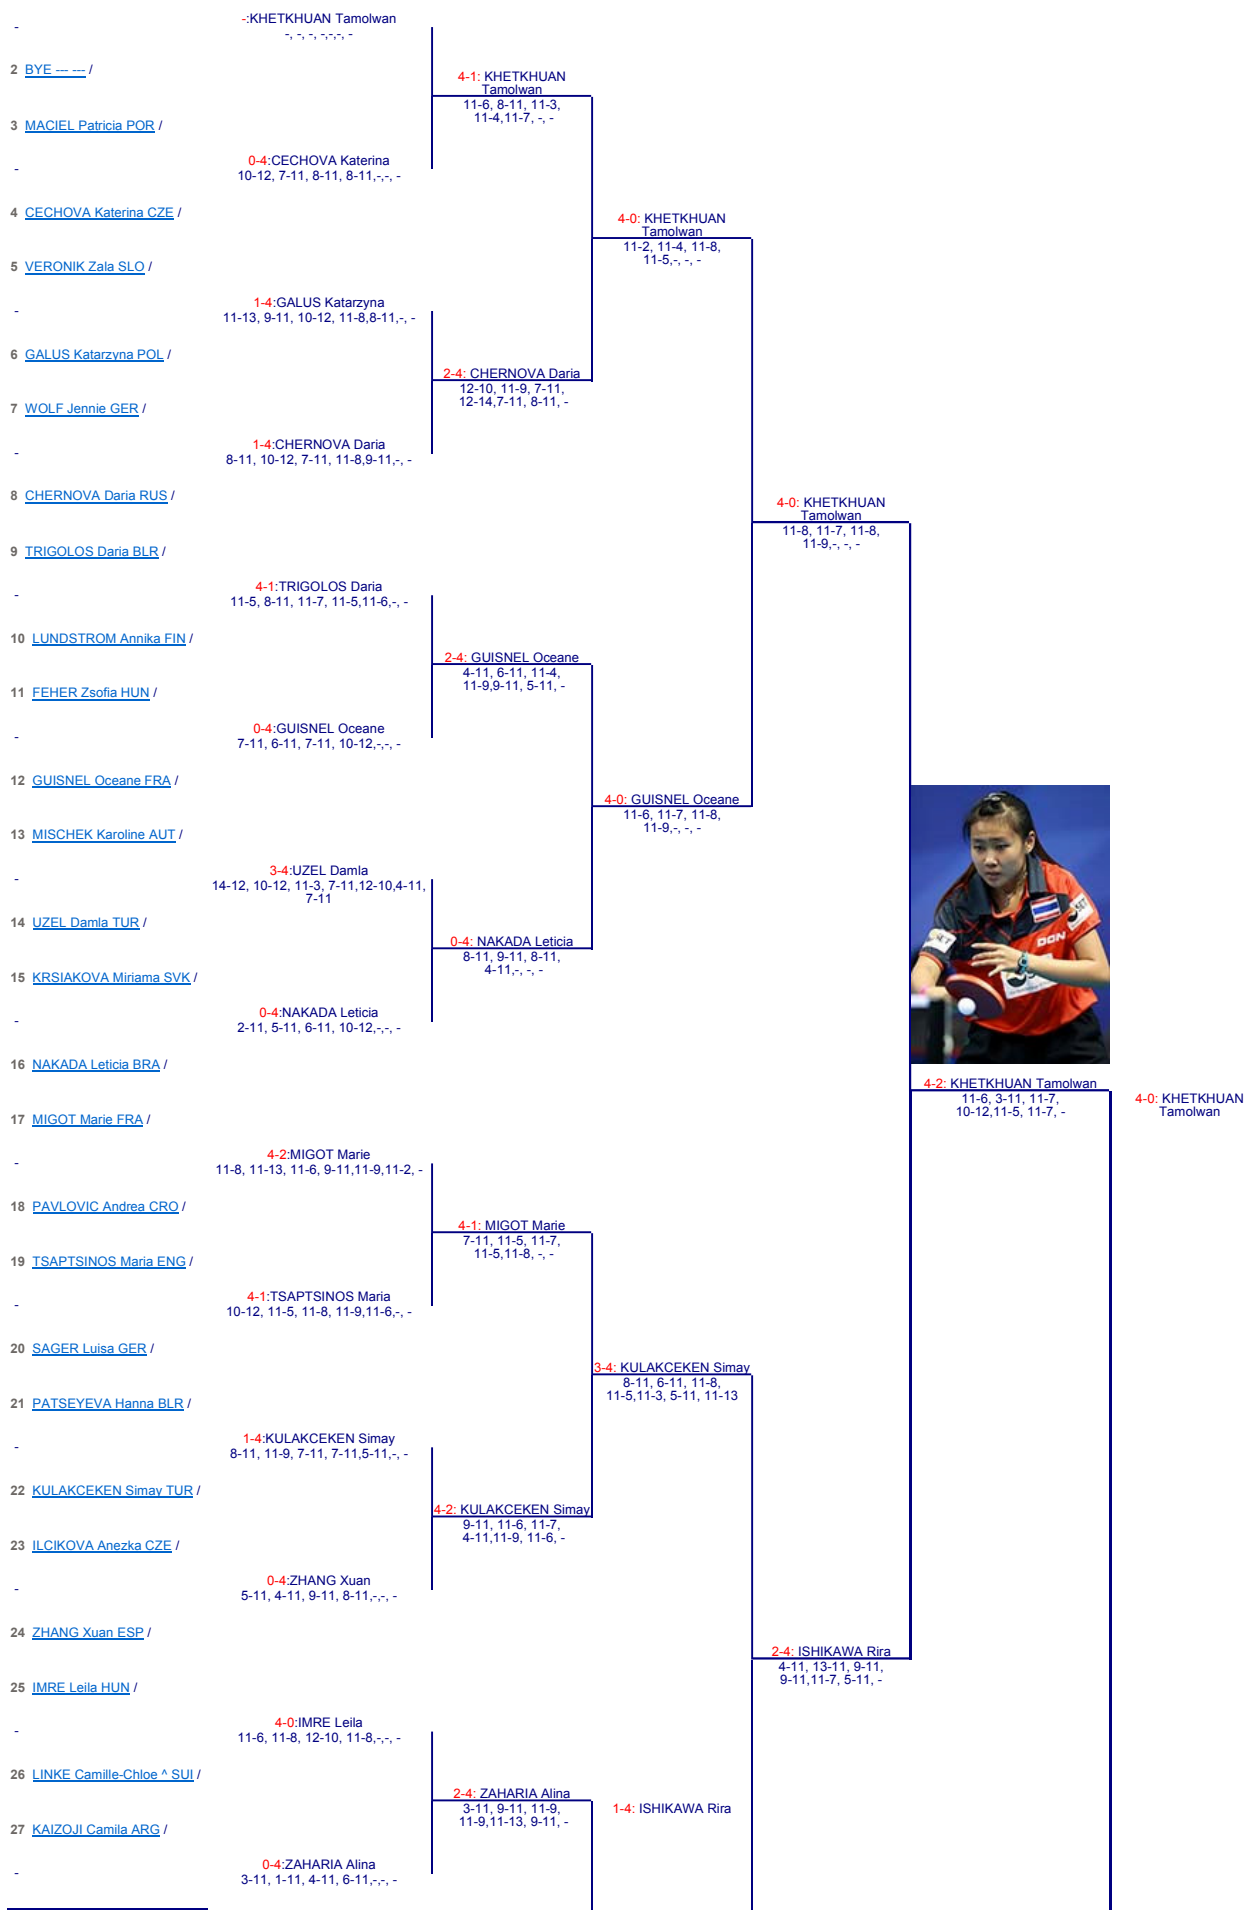 -
-:KHETKHUAN Tamolwan
-, -, -, -,-,-, -
2 BYE --- --- /
4-1: KHETKHUAN
Tamolwan
11-6, 8-11, 11-3,
11-4,11-7, -, -
3 MACIEL Patricia POR /
-
0-4:CECHOVA Katerina
10-12, 7-11, 8-11, 8-11,-,-, -
4 CECHOVA Katerina CZE /
4-0: KHETKHUAN
Tamolwan
11-2, 11-4, 11-8,
11-5,-, -, -
5 VERONIK Zala SLO /
-
1-4:GALUS Katarzyna
11-13, 9-11, 10-12, 11-8,8-11,-, -
6 GALUS Katarzyna POL /
2-4: CHERNOVA Daria
12-10, 11-9, 7-11,
12-14,7-11, 8-11, -
7 WOLF Jennie GER /
-
1-4:CHERNOVA Daria
8-11, 10-12, 7-11, 11-8,9-11,-, -
8 CHERNOVA Daria RUS /
4-0: KHETKHUAN
Tamolwan
11-8, 11-7, 11-8,
11-9,-, -, -
9 TRIGOLOS Daria BLR /
-
4-1:TRIGOLOS Daria
11-5, 8-11, 11-7, 11-5,11-6,-, -
10 LUNDSTROM Annika FIN /
2-4: GUISNEL Oceane
4-11, 6-11, 11-4,
11-9,9-11, 5-11, -
11 FEHER Zsofia HUN /
-
0-4:GUISNEL Oceane
7-11, 6-11, 7-11, 10-12,-,-, -
12 GUISNEL Oceane FRA /
4-0: GUISNEL Oceane
11-6, 11-7, 11-8,
11-9,-, -, -
13 MISCHEK Karoline AUT /
-
3-4:UZEL Damla
14-12, 10-12, 11-3, 7-11,12-10,4-11,
7-11
14 UZEL Damla TUR /
0-4: NAKADA Leticia
8-11, 9-11, 8-11,
4-11,-, -, -
DON
15 KRSIAKOVA Miriama SVK /
-
0-4:NAKADA Leticia
2-11, 5-11, 6-11, 10-12,-,-, -
16 NAKADA Leticia BRA /
4-2: KHETKHUAN Tamolwan
11-6, 3-11, 11-7,
10-12,11-5, 11-7, -
4-0: KHETKHUAN
Tamolwan
17 MIGOT Marie FRA /
-
4-2:MIGOT Marie
11-8, 11-13, 11-6, 9-11,11-9,11-2, -
18 PAVLOVIC Andrea CRO /
4-1: MIGOT Marie
7-11, 11-5, 11-7,
11-5,11-8, -, -
19 TSAPTSINOS Maria ENG /
-
4-1:TSAPTSINOS Maria
10-12, 11-5, 11-8, 11-9,11-6,-, -
20 SAGER Luisa GER /
3-4: KULAKCEKEN Simay
8-11, 6-11, 11-8,
11-5,11-3, 5-11, 11-13
21 PATSEYEVA Hanna BLR /
-
1-4:KULAKCEKEN Simay
8-11, 11-9, 7-11, 7-11,5-11,-, -
22 KULAKCEKEN Simay TUR /
4-2: KULAKCEKEN Simay
9-11, 11-6, 11-7,
4-11,11-9, 11-6, -
23 ILCIKOVA Anezka CZE /
-
0-4:ZHANG Xuan
5-11, 4-11, 9-11, 8-11,-,-, -
24 ZHANG Xuan ESP /
2-4: ISHIKAWA Rira
4-11, 13-11, 9-11,
9-11,11-7, 5-11, -
25 IMRE Leila HUN /
-
4-0:IMRE Leila
11-6, 11-8, 12-10, 11-8,-,-, -
26 LINKE Camille-Chloe ^ SUI /
2-4: ZAHARIA Alina
3-11, 9-11, 11-9,
11-9,11-13, 9-11, -
1-4: ISHIKAWA Rira
27 KAIZOJI Camila ARG /
-
0-4:ZAHARIA Alina
3-11, 1-11, 4-11, 6-11,-,-, -